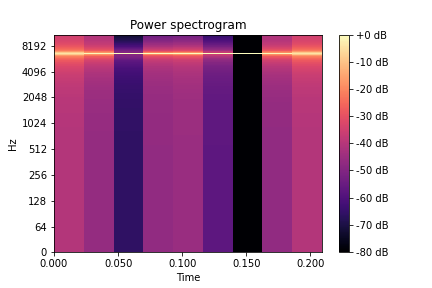 Power spectrogram
8192
4096
2048
1024
512
256
128
64
0
Hz
0.000 0.050 0.100 0.150 0.200
Time
+0 dB
-10 dB
-20 dB
-30 dB
-40 dB
-50 dB
-60 dB
-70 dB
-80 dB